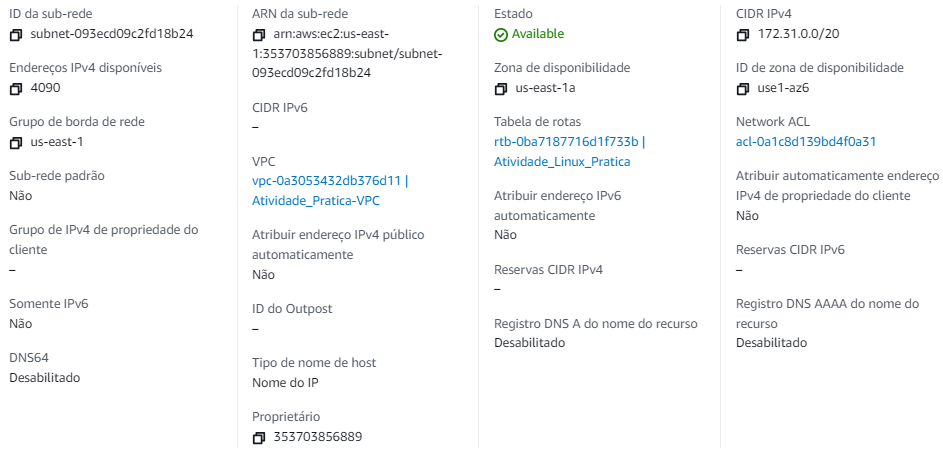 ID da sub-rede
subnet-093ecd09c2fd18b24
Endereços IPv4 disponíveis
4090
Grupo de borda de rede
us-east-1
Sub-rede padrão
Não
Grupo de IPv4 de propriedade do
cliente
–
Somente IPv6
Não
DNS64
Desabilitado
ARN da sub-rede
arn:aws:ec2:us-east-
1:353703856889:subnet/subnet-
093ecd09c2fd18b24
CIDR IPv6
–
VPC
vpc-0a3053432db376d11 |
Atividade_Pratica-VPC
Atribuir endereço IPv4 público
automaticamente
Não
ID do Outpost
–
Tipo de nome de host
Nome do IP
Proprietário
353703856889
Estado
Available
Zona de disponibilidade
us-east-1a
Tabela de rotas
rtb-0ba7187716d1f733b |
Atividade_Linux_Pratica
Atribuir endereço IPv6
automaticamente
Não
Reservas CIDR IPv4
–
Registro DNS A do nome do recurso
Desabilitado
CIDR IPv4
172.31.0.0/20
ID de zona de disponibilidade
use1-az6
Network ACL
acl-0a1c8d139bd4f0a31
Atribuir automaticamente endereço
IPv4 de propriedade do cliente
Não
Reservas CIDR IPv6
–
Registro DNS AAAA do nome do
recurso
Desabilitado